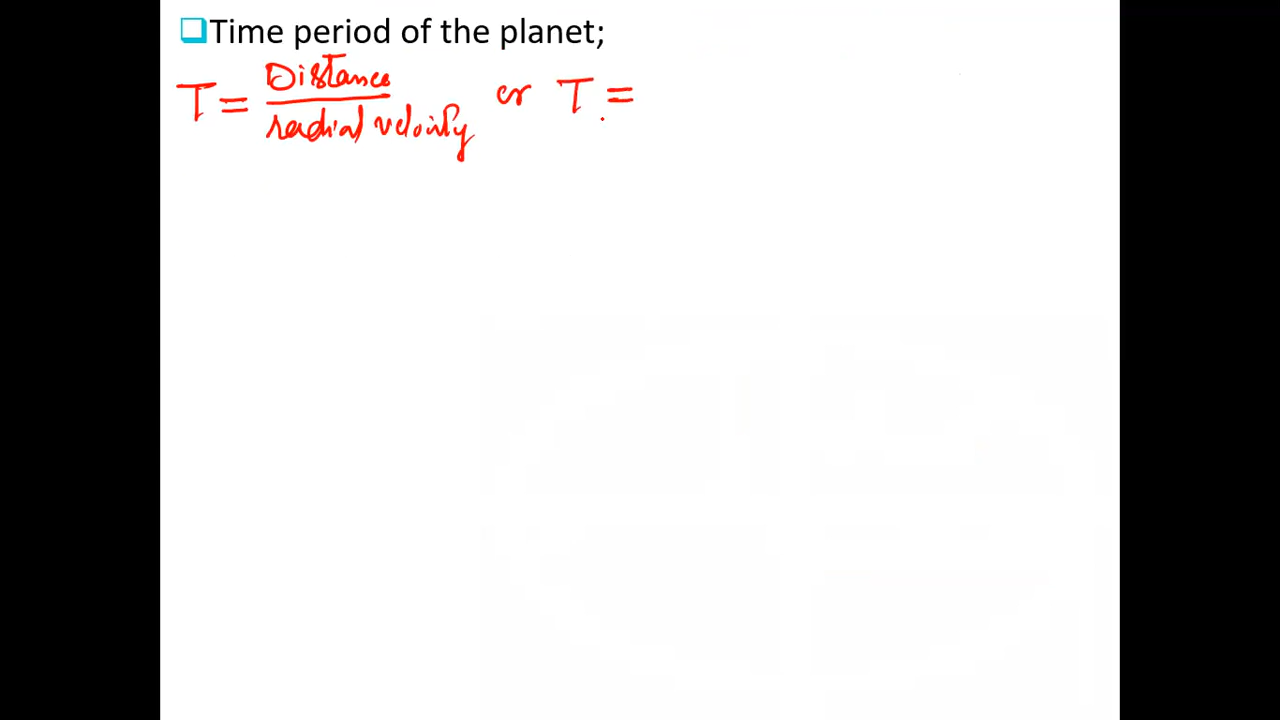 Time period of the planet;
T = Distance / radial velocity or T =